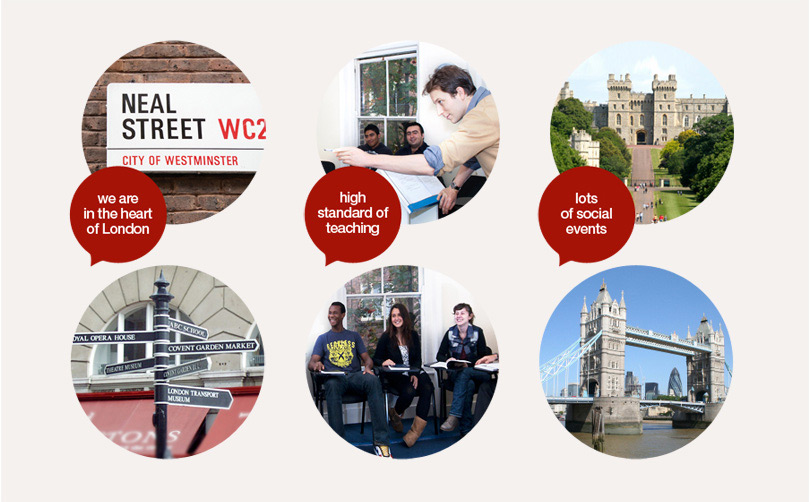 NEAL
STREET WC2
CITY OF WESTMINSTER
we are
in the heart
of London
high
standard of
teaching
lots
of social
events
ABC SCHOOL
ROYAL OPERA HOUSE
COVENT GARDEN MARKET
THEATRE MUSEUM
LONDON TRANSPORT
MUSEUM